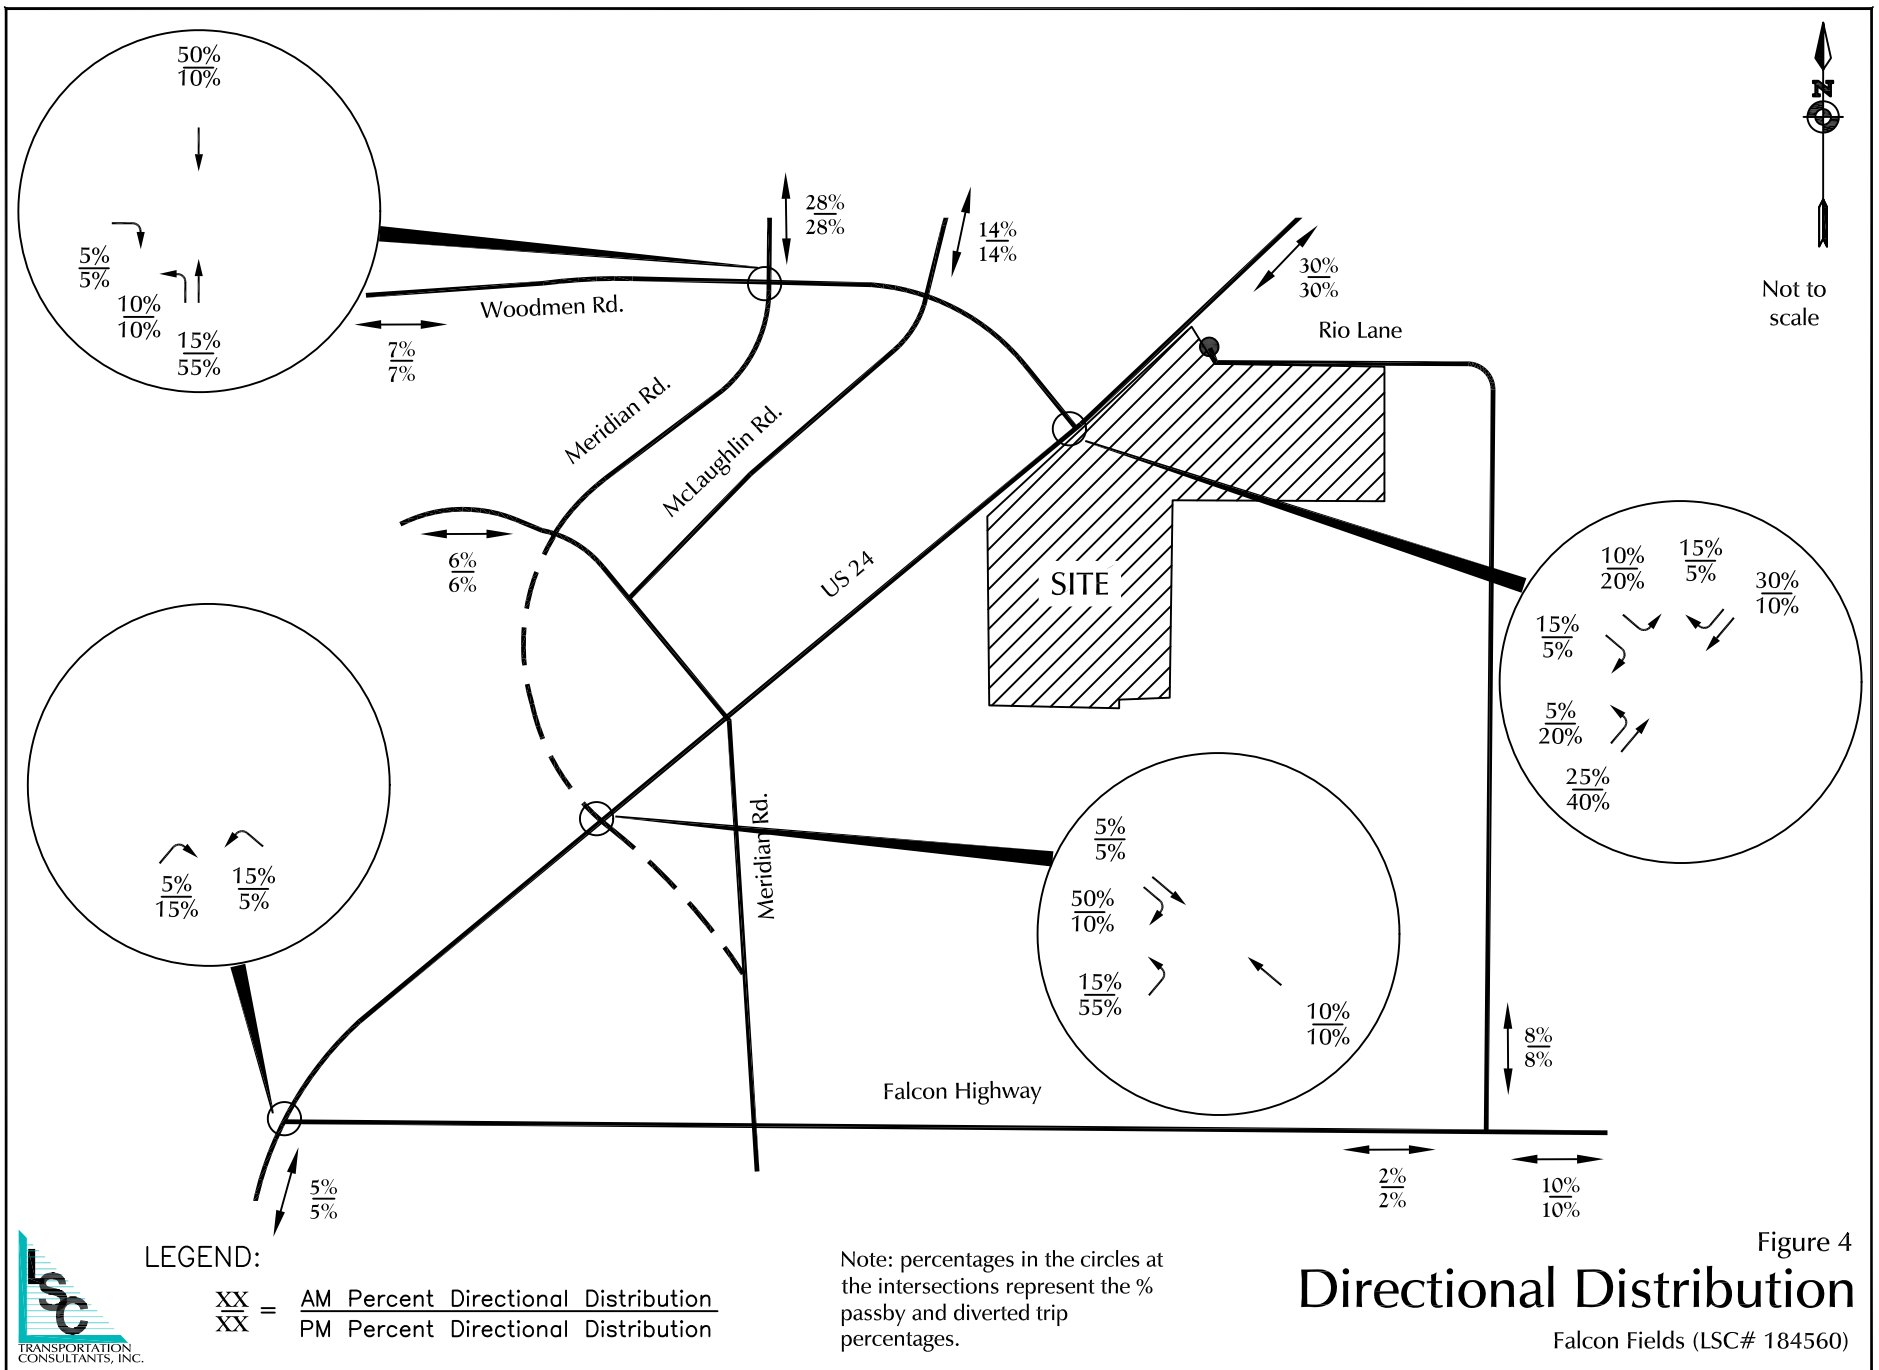 50%
10%
5%
5%
10%
10%
15%
55%
28%
28%
14%
14%
30%
30%
N
Not to
scale
Woodmen Rd.
7%
7%
Rio Lane
Meridian Rd.
McLaughlin Rd.
6%
6%
US 24
SITE
10%
20%
15%
5%
30%
10%
15%
5%
5%
20%
25%
40%
5%
15%
15%
5%
Meridian Rd.
5%
5%
50%
10%
15%
55%
10%
10%
8%
8%
Falcon Highway
5%
5%
2%
2%
10%
10%
LSC
TRANSPORTATION
CONSULTANTS, INC.
LEGEND:
XX
XX
=
AM Percent Directional Distribution
PM Percent Directional Distribution
Note: percentages in the circles at
the intersections represent the %
passby and diverted trip
percentages.
Figure 4
Directional Distribution
Falcon Fields (LSC# 184560)